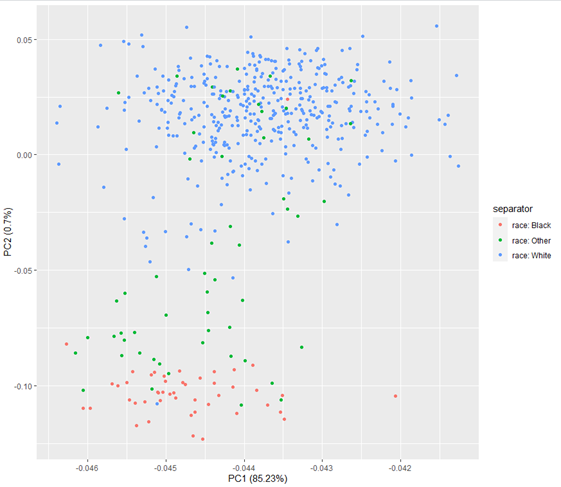 0.05
0.00
-0.05
-0.10
PC2 (0.7%)
-0.046
-0.045
-0.044
-0.043
-0.042
PC1 (85.23%)
separator
race: Black
race: Other
race: White